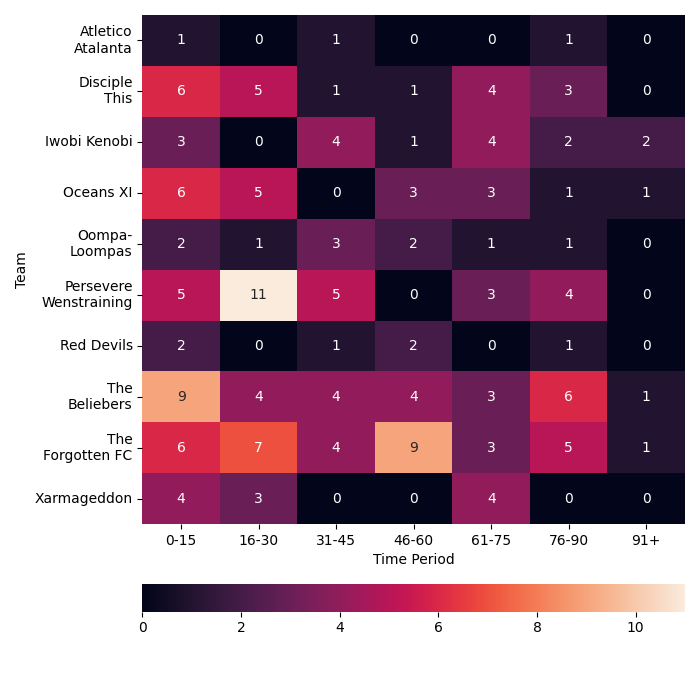 Atletico
Atalanta
1 0 1 0 0 1 0
Disciple
This
6 5 1 1 4 3 0
Iwobi Kenobi
3 0 4 1 4 2 2
Oceans XI
6 5 0 3 3 1 1
Oompa-
Loompas
2 1 3 2 1 1 0
Team
Persevere
Wenstraining
5 11 5 0 3 4 0
Red Devils
2 0 1 2 0 1 0
The
Beliebers
9 4 4 4 3 6 1
The
Forgotten FC
6 7 4 9 3 5 1
Xarmageddon
4 3 0 0 4 0 0
0-15 16-30 31-45 46-60 61-75 76-90 91+
Time Period
0 2 4 6 8 10